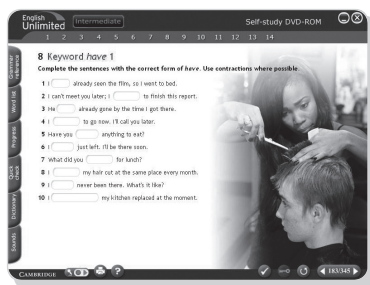 English
Unlimited
Intermediate
Self-study DVD-ROM
1 2 3 4 5 6 7 8 9 10 11 12 13 14
Grammar reference
Word list
Progress
Quick check
Dictionary
Sounds
8 Keyword have 1
Complete the sentences with the correct form of have. Use contractions where possible.
1 I already seen the film, so I went to bed.
2 I can't meet you later; I to finish this report.
3 He already gone by the time I got there.
4 I to go now. I'll call you later.
5 Have you anything to eat?
6 I just left. I'll be there soon.
7 What did you for lunch?
8 I my hair cut at the same place every month.
9 I never been there. What's it like?
10 I my kitchen replaced at the moment.
CAMBRIDGE
?
183/345